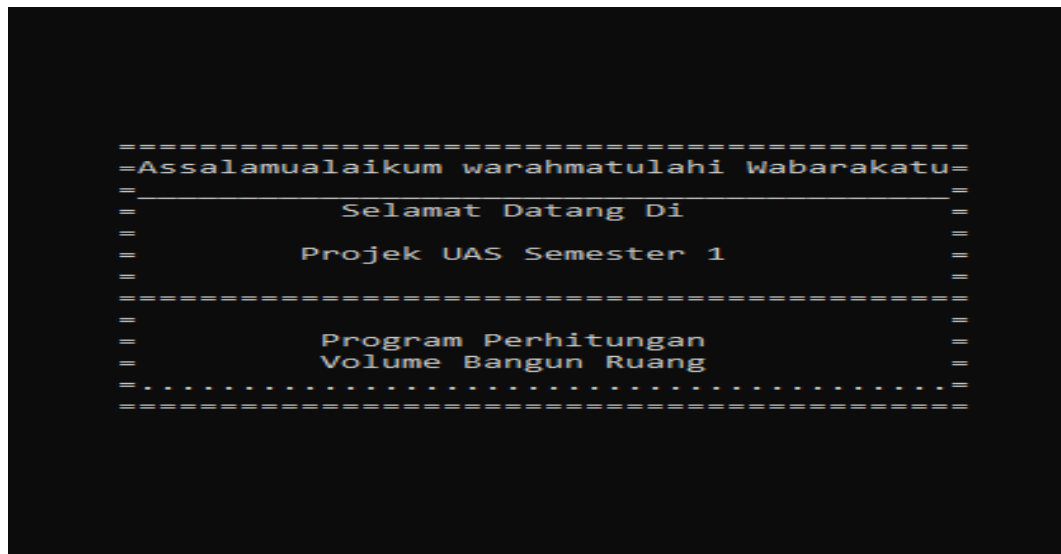 ==========================================
=Assalamualaikum warahmatulahi Wabarakatu=
=________________________________________=
=          Selamat Datang Di             =
=                                        =
=        Projek UAS Semester 1           =
=                                        =
==========================================
=                                        =
=         Program Perhitungan            =
=         Volume Bangun Ruang            =
=........................................=
==========================================